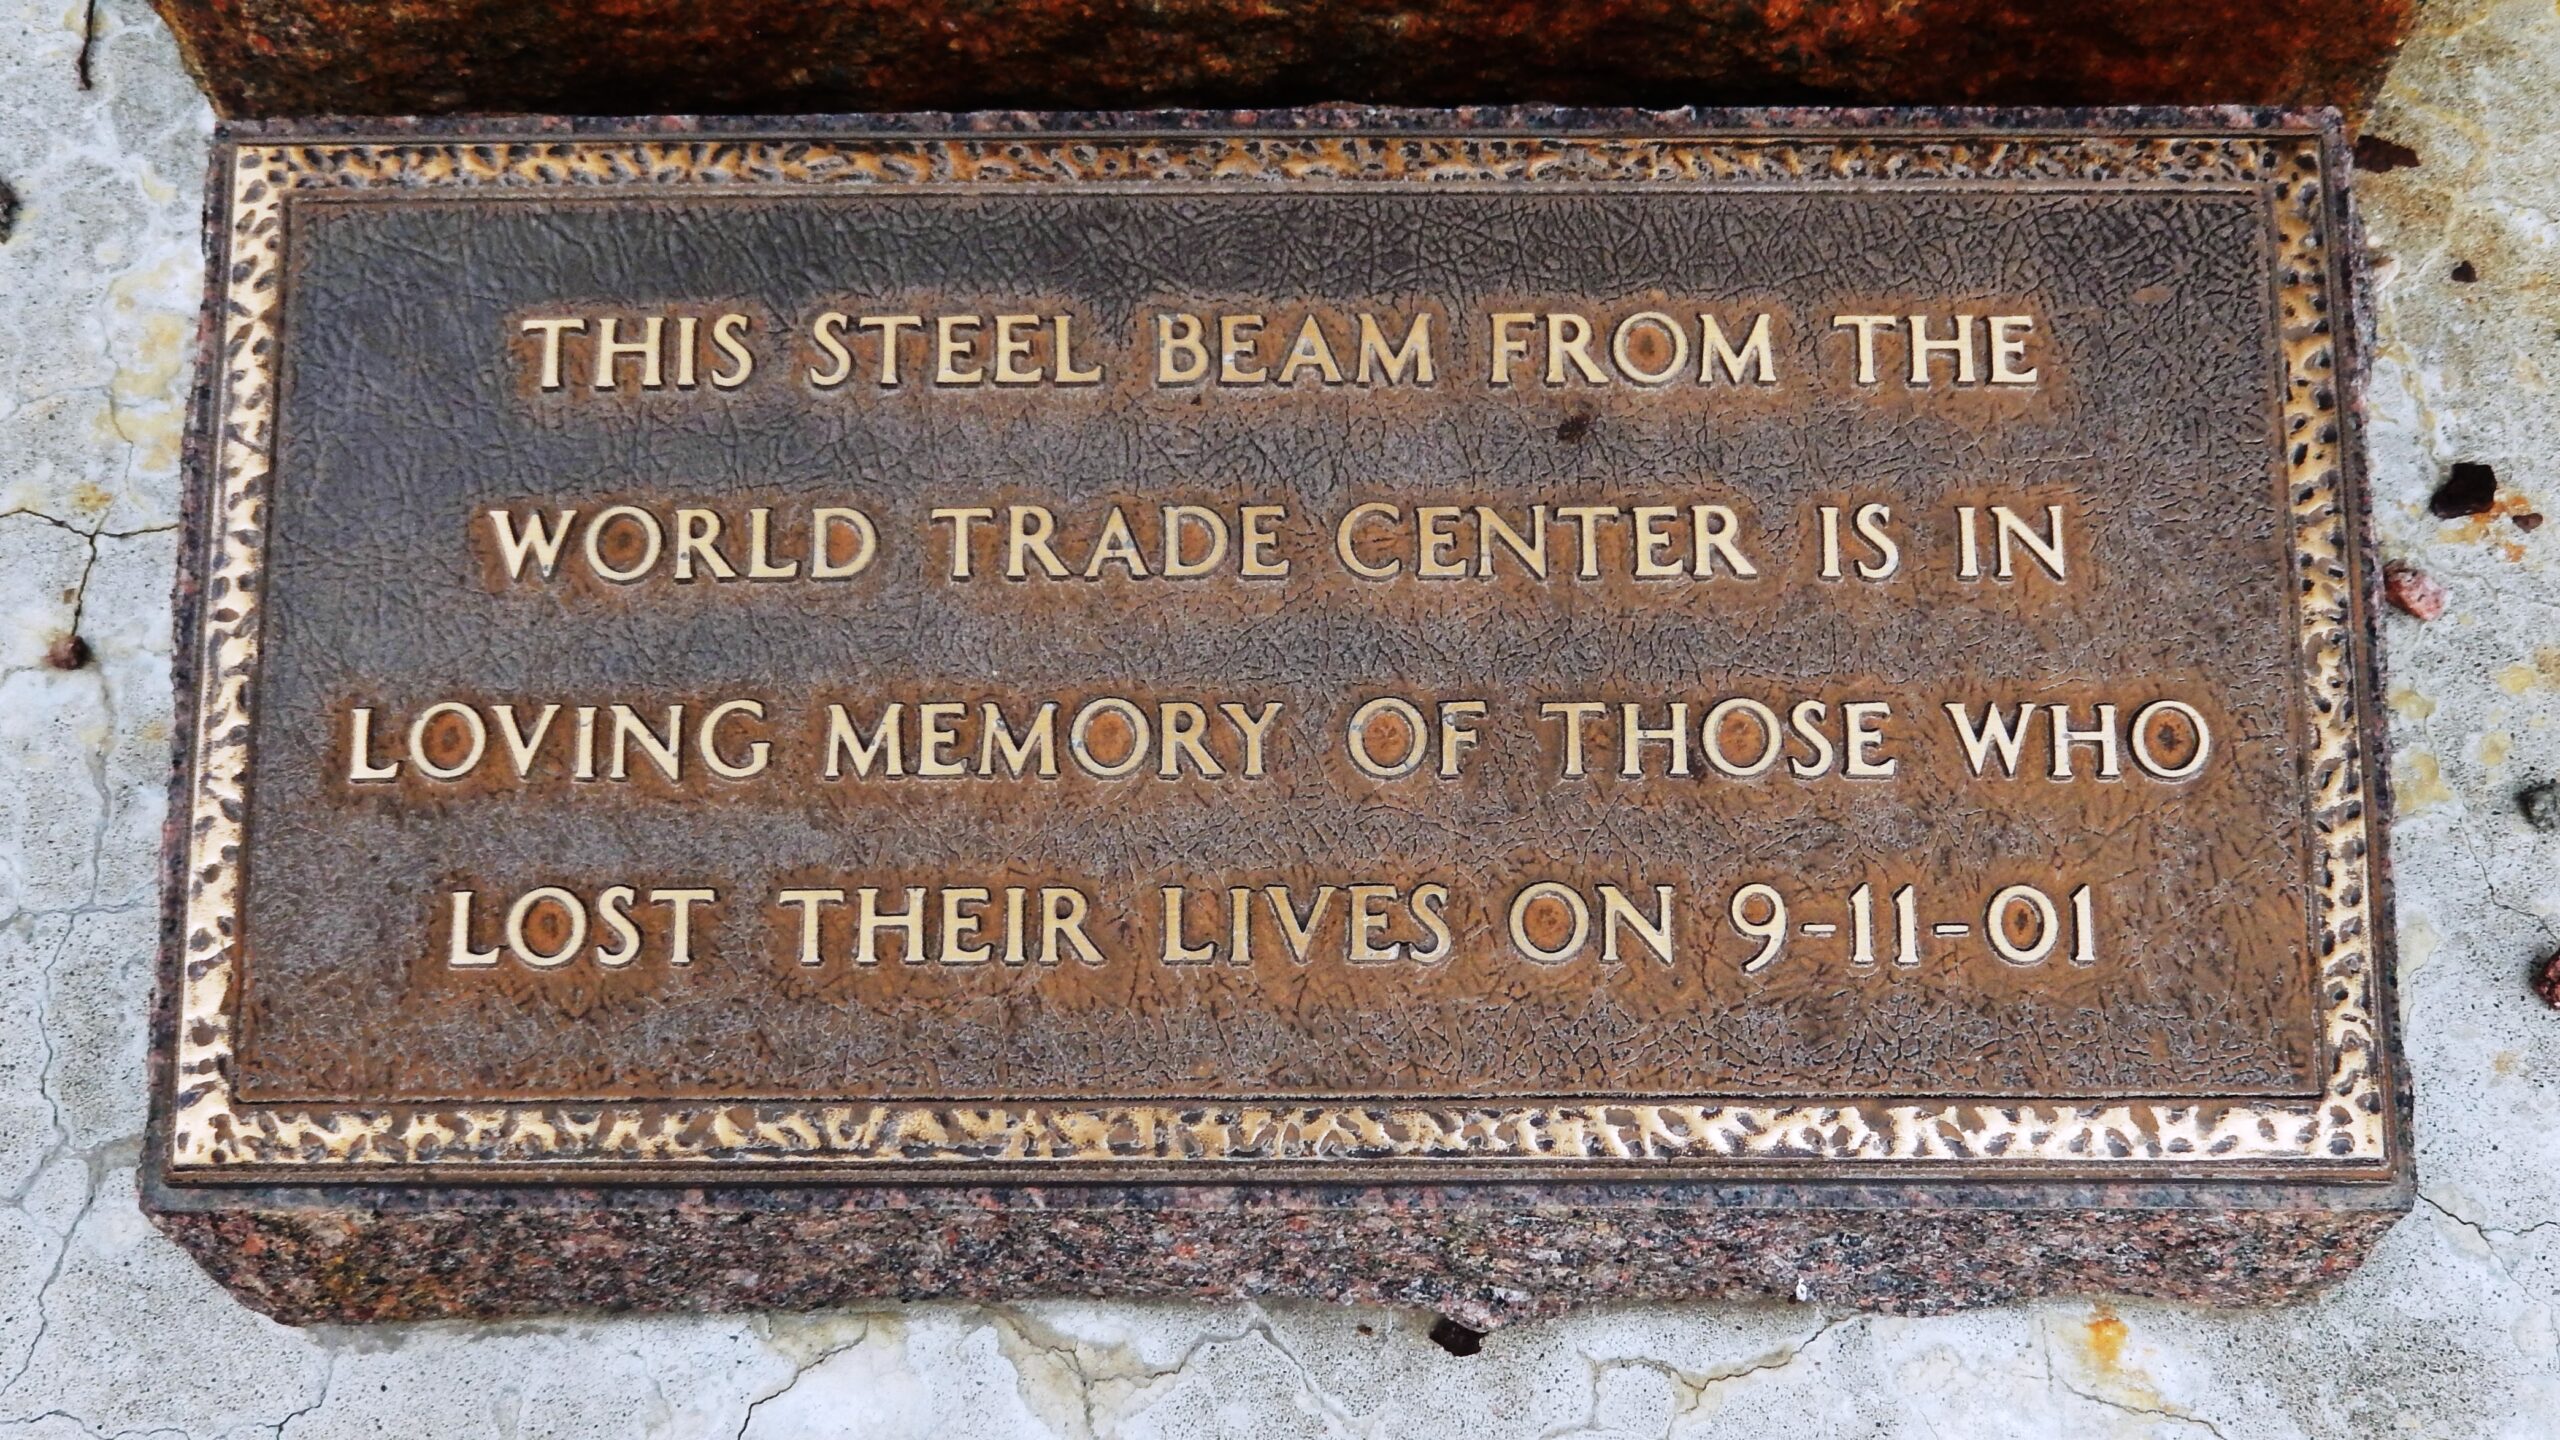 THIS STEEL BEAM FROM THE
WORLD TRADE CENTER IS IN
LOVING MEMORY OF THOSE WHO
LOST THEIR LIVES ON 9-11-01